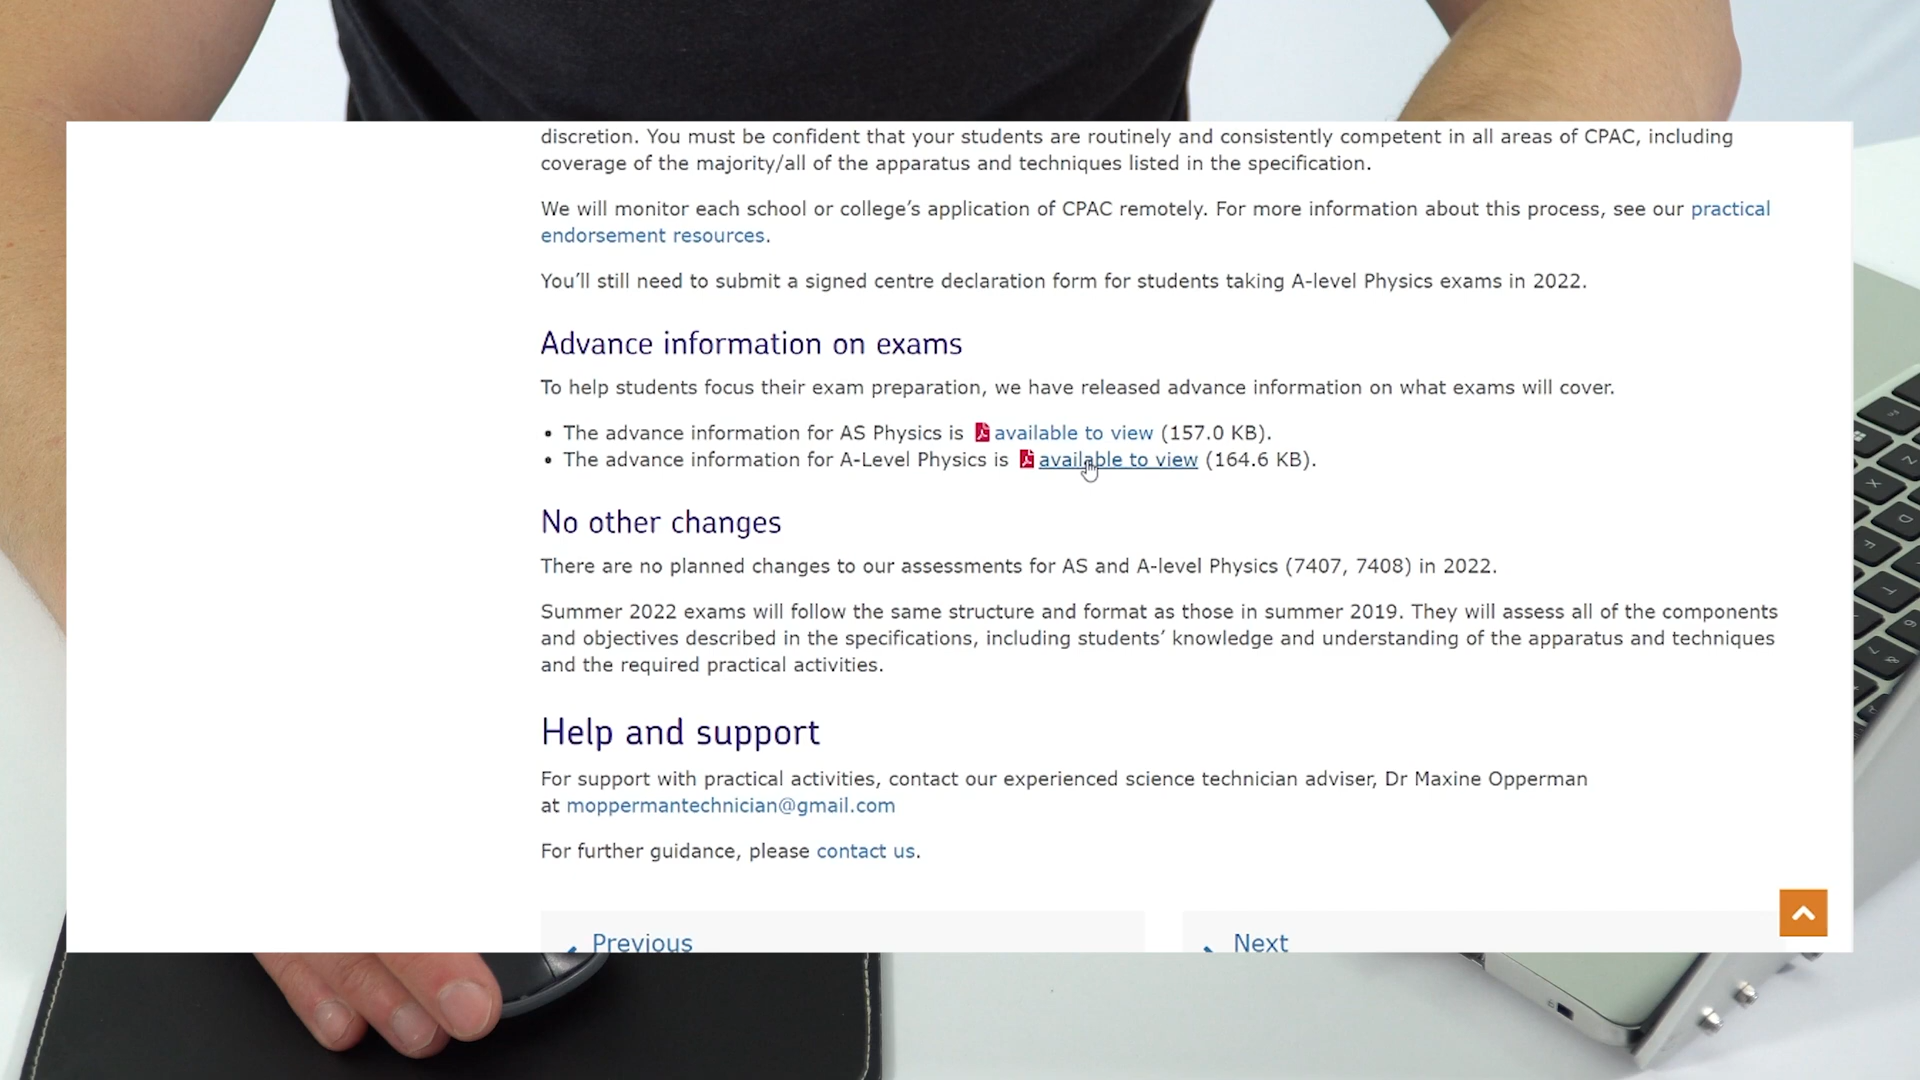 discretion. You must be confident that your students are routinely and consistently competent in all areas of CPAC, including
coverage of the majority/all of the apparatus and techniques listed in the specification.
We will monitor each school or college’s application of CPAC remotely. For more information about this process, see our practical
endorsement resources.
You’ll still need to submit a signed centre declaration form for students taking A-level Physics exams in 2022.
Advance information on exams
To help students focus their exam preparation, we have released advance information on what exams will cover.
• The advance information for AS Physics is available to view (157.0 KB).
• The advance information for A-Level Physics is available to view (164.6 KB).
No other changes
There are no planned changes to our assessments for AS and A-level Physics (7407, 7408) in 2022.
Summer 2022 exams will follow the same structure and format as those in summer 2019. They will assess all of the components
and objectives described in the specifications, including students’ knowledge and understanding of the apparatus and techniques
and the required practical activities.
Help and support
For support with practical activities, contact our experienced science technician adviser, Dr Maxine Opperman
at moppermantechnician@gmail.com
For further guidance, please contact us.
Previous
Next